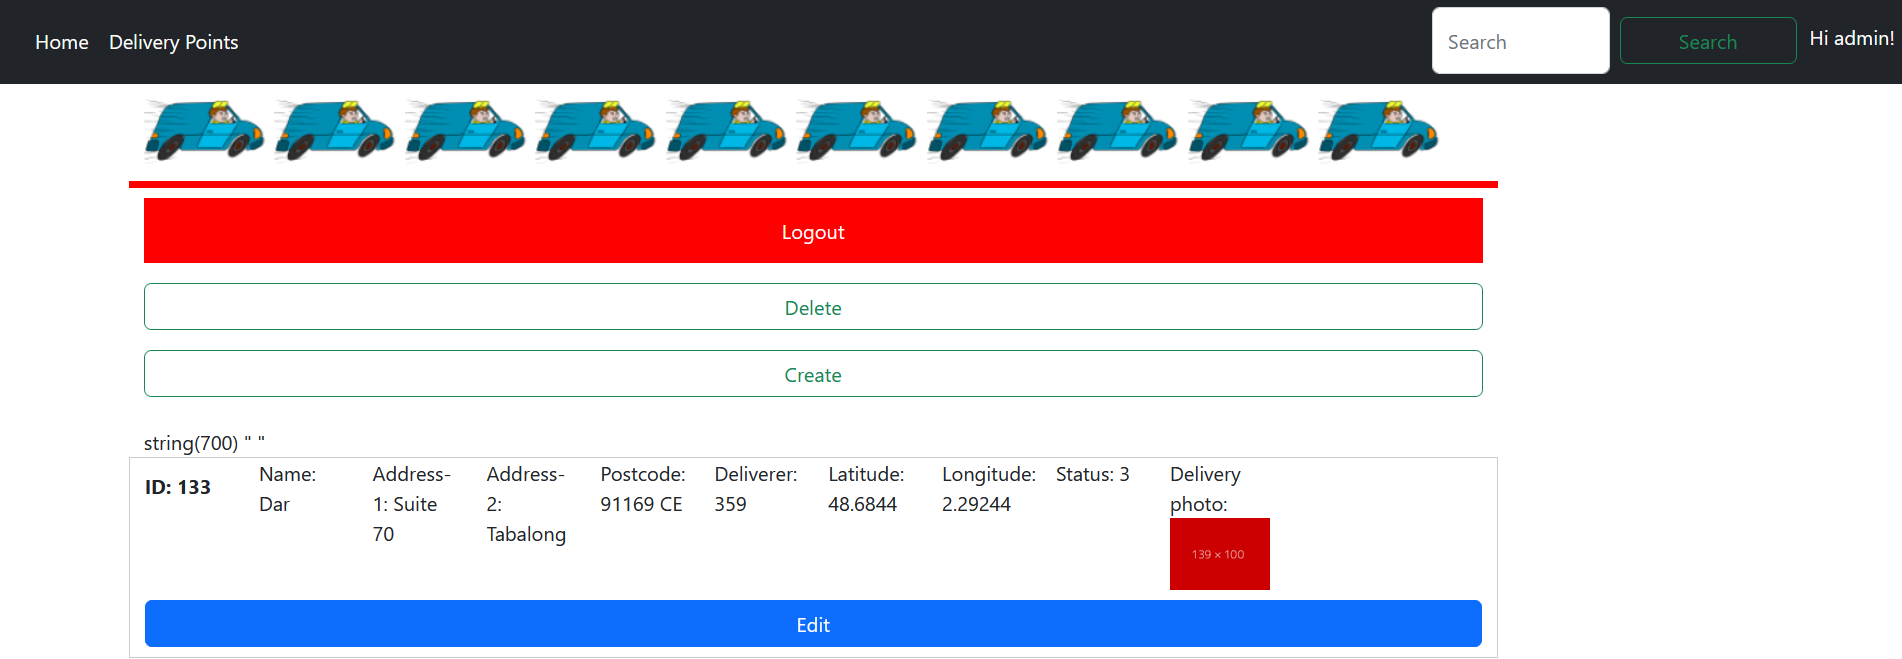 Home Delivery Points Search Search Hi admin!
Logout
Delete
Create
string(700) " "
ID: 133
Name:
Dar
Address-
1: Suite
70
Address-
2:
Tabalong
Postcode:
91169 CE
Deliverer:
359
Latitude:
48.6844
Longitude:
2.29244
Status: 3
Delivery
photo:
139 × 100
Edit